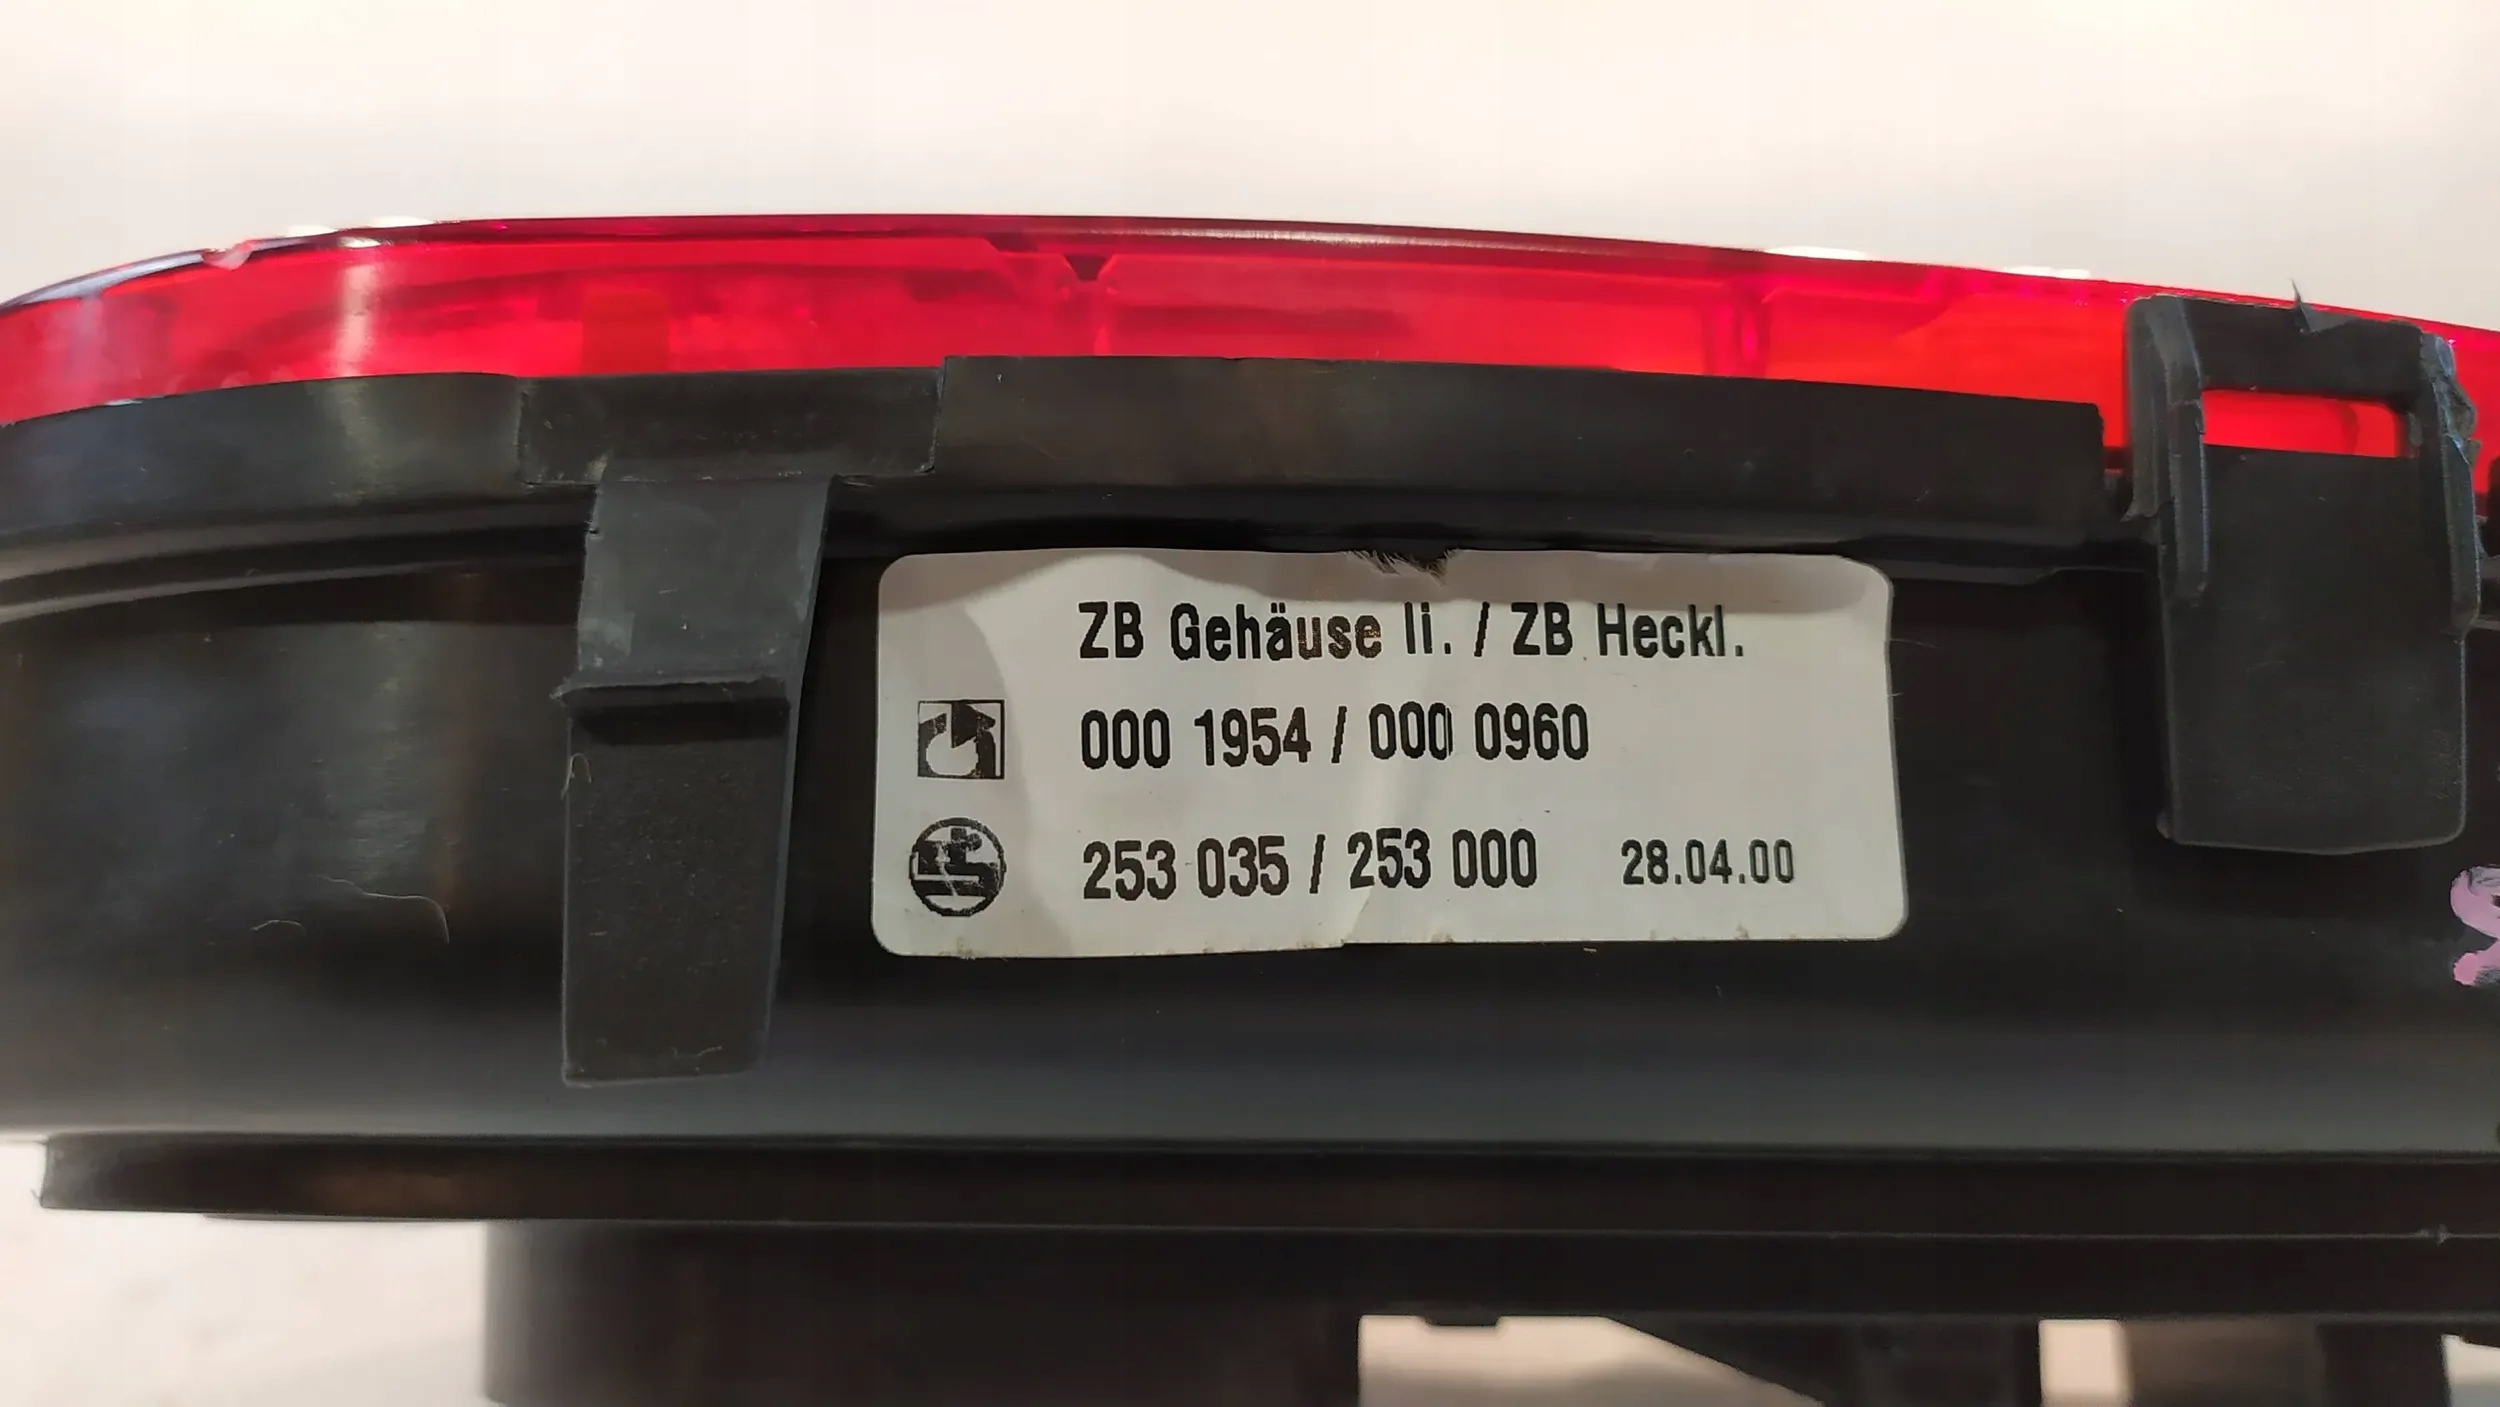 ZB Gehäuse li. / ZB Heckl.
000 1954 / 000 0960
253 035 / 253 000 28.04.00